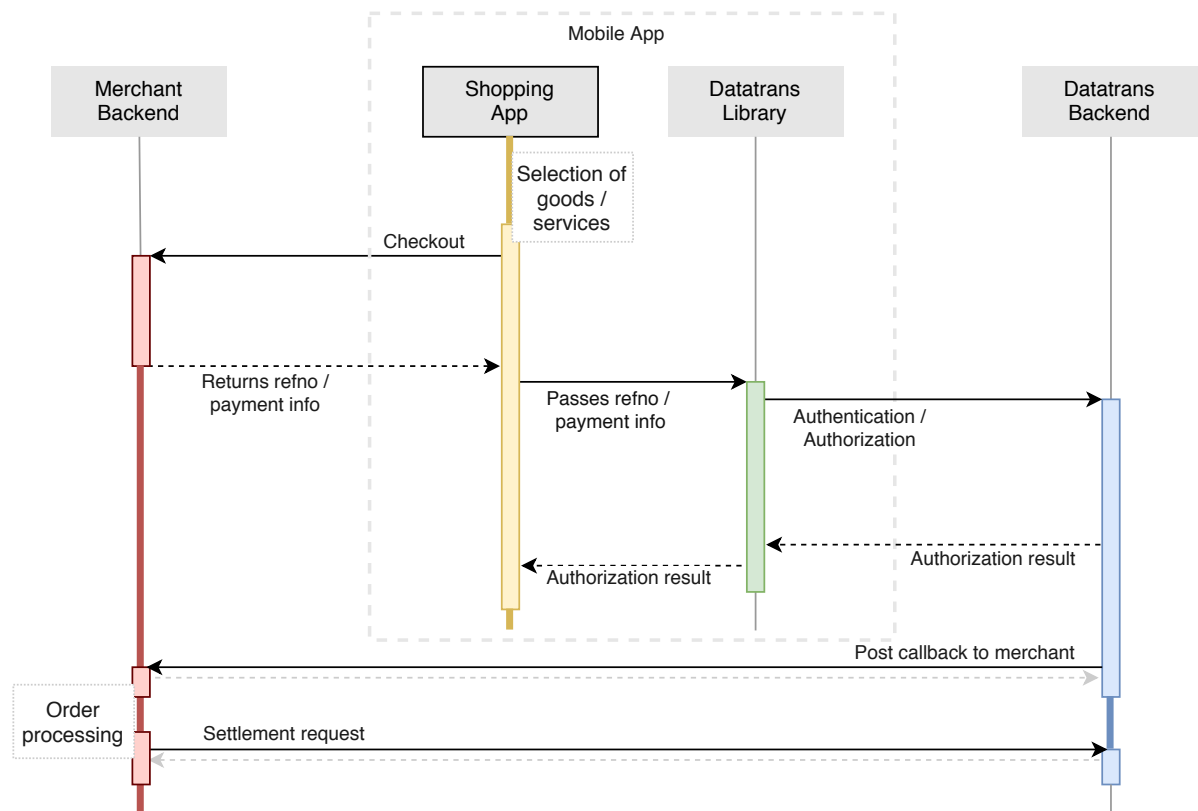 Mobile App
Merchant
Backend
Shopping
App
Datatrans
Library
Datatrans
Backend
Selection of
goods /
services
Checkout
Returns refno /
payment info
Passes refno /
payment info
Authentication /
Authorization
Authorization result
Authorization result
Post callback to merchant
Order
processing
Settlement request